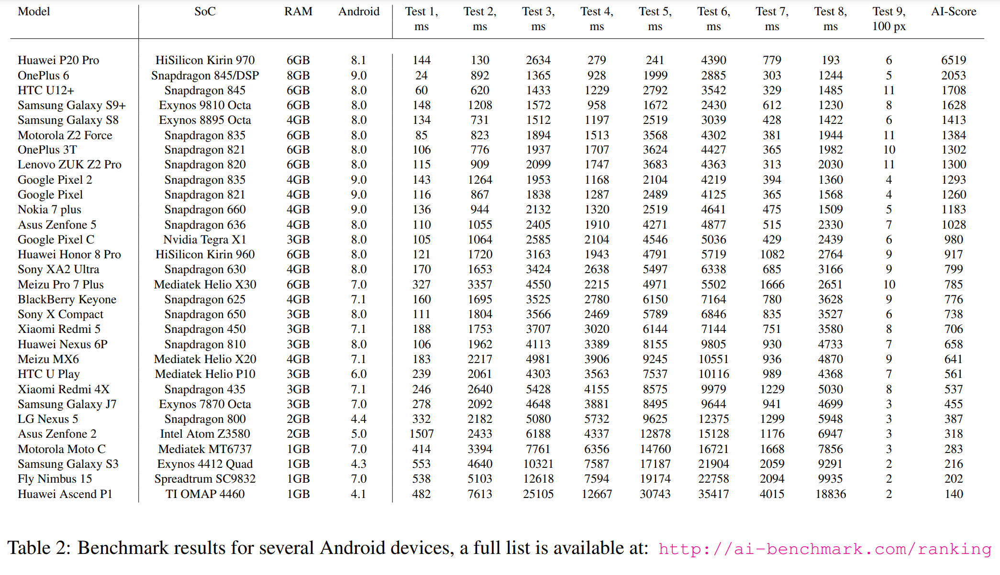 Model SoC RAM Android Test 1, Test 2, Test 3, Test 4, Test 5, Test 6, Test 7, Test 8, Test 9, AI-Score
ms ms ms ms ms ms ms ms 100 px
Huawei P20 Pro HiSilicon Kirin 970 6GB 8.1 144 130 2634 279 241 4390 779 193 6 6519
OnePlus 6 Snapdragon 845/DSP 8GB 9.0 24 892 1365 928 1999 2885 303 1244 5 2053
HTC U12+ Snapdragon 845 6GB 8.0 60 620 1433 1229 2792 3542 329 1485 11 1708
Samsung Galaxy S9+ Exynos 9810 Octa 6GB 8.0 148 1208 1572 958 1672 2430 612 1230 8 1628
Samsung Galaxy S8 Exynos 8895 Octa 4GB 8.0 134 731 1512 1197 2519 3039 428 1422 6 1413
Motorola Z2 Force Snapdragon 835 6GB 8.0 85 823 1894 1513 3568 4302 381 1944 11 1384
OnePlus 3T Snapdragon 821 6GB 8.0 106 776 1937 1707 3624 4427 365 1982 10 1302
Lenovo ZUK Z2 Pro Snapdragon 820 6GB 8.0 115 909 2099 1747 3683 4363 313 2030 11 1300
Google Pixel 2 Snapdragon 835 4GB 9.0 143 1264 1953 1168 2104 4219 394 1360 4 1293
Google Pixel Snapdragon 821 4GB 9.0 116 867 1838 1287 2489 4125 365 1568 4 1260
Nokia 7 plus Snapdragon 660 4GB 9.0 136 944 2132 1320 2519 4641 475 1509 5 1183
Asus Zenfone 5 Snapdragon 636 4GB 8.0 110 1055 2405 1910 4271 4877 515 2330 7 1028
Google Pixel C Nvidia Tegra X1 3GB 8.0 105 1064 2585 2104 4546 5036 429 2439 6 980
Huawei Honor 8 Pro HiSilicon Kirin 960 6GB 8.0 121 1720 3163 1943 4791 5719 1082 2764 9 917
Sony XA2 Ultra Snapdragon 630 4GB 8.0 170 1653 3424 2638 5497 6338 685 3166 9 799
Meizu Pro 7 Plus Mediatek Helio X30 6GB 7.0 327 3357 4550 2215 4971 5502 1666 2651 10 785
BlackBerry Keyone Snapdragon 625 4GB 7.1 160 1695 3525 2780 6150 7164 780 3628 9 776
Sony X Compact Snapdragon 650 3GB 8.0 111 1804 3566 2469 5789 6846 835 3527 6 738
Xiaomi Redmi 5 Snapdragon 450 3GB 7.1 188 1753 3707 3020 6144 7144 751 3580 8 706
Huawei Nexus 6P Snapdragon 810 3GB 8.0 106 1962 4113 3389 8155 9805 930 4733 7 658
Meizu MX6 Mediatek Helio X20 4GB 7.1 183 2217 4981 3906 9245 10551 936 4870 9 641
HTC U Play Mediatek Helio P10 3GB 6.0 239 2061 4303 3563 7537 10116 989 4368 7 561
Xiaomi Redmi 4X Snapdragon 435 3GB 7.1 246 2640 5428 4155 8575 9979 1229 5030 8 537
Samsung Galaxy J7 Exynos 7870 Octa 3GB 7.0 278 2092 4648 3881 8495 9644 941 4699 3 455
LG Nexus 5 Snapdragon 800 2GB 4.4 332 2182 5080 5732 9625 12375 1299 5948 3 387
Asus Zenfone 2 Intel Atom Z3580 2GB 5.0 1507 2433 6188 4337 12878 15128 1176 6947 3 318
Motorola Moto C Mediatek MT6737 1GB 7.0 414 3394 7761 6356 14760 16721 1668 7856 3 283
Samsung Galaxy S3 Exynos 4412 Quad 1GB 4.3 553 4640 10321 7587 17187 21904 2059 9291 2 216
Fly Nimbus 15 Spreadtrum SC9832 1GB 7.0 538 5103 12618 7594 19174 22758 2094 9935 2 202
Huawei Ascend P1 TI OMAP 4460 1GB 4.1 482 7613 25105 12667 30743 35417 4015 18836 2 140
Table 2: Benchmark results for several Android devices, a full list is available at: http://ai-benchmark.com/ranking